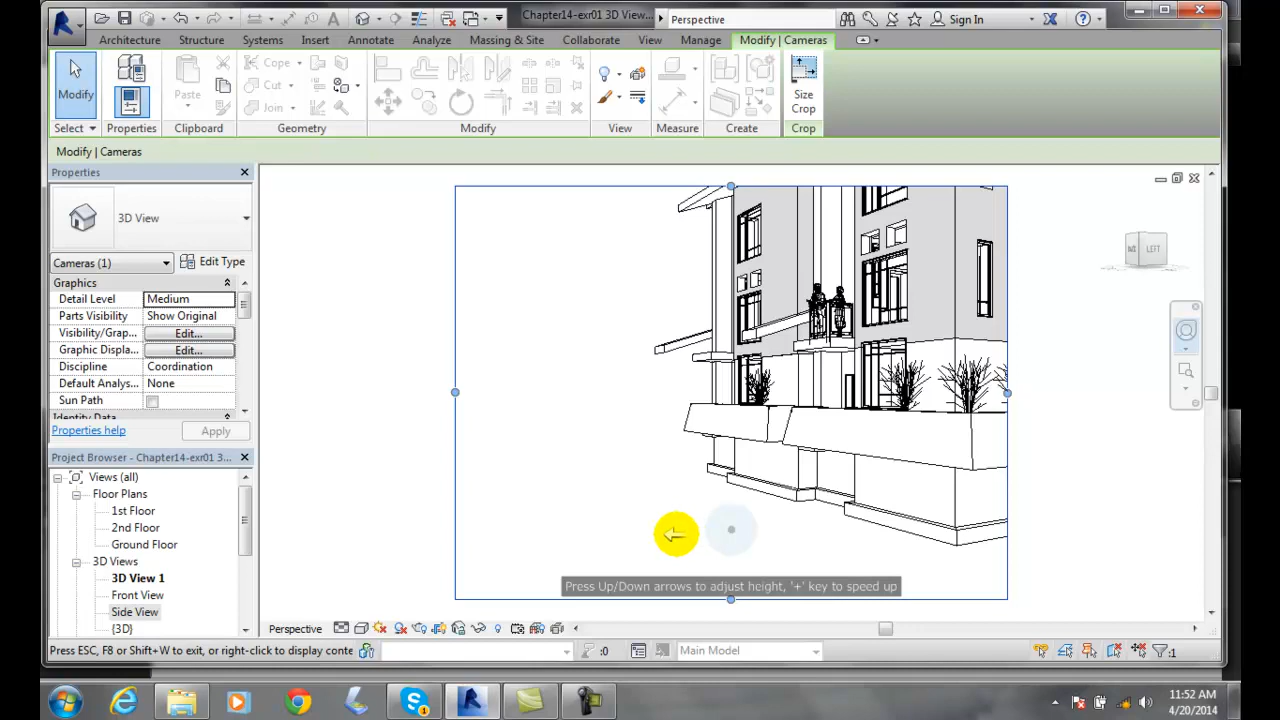 Chapter14-exr01 3D View...
Perspective
Sign In
Architecture
Structure
Systems
Insert
Annotate
Analyze
Massing & Site
Collaborate
View
Manage
Modify | Cameras
Modify
Paste
Cope
Cut
Join
Size
Crop
Select
Properties
Clipboard
Geometry
Modify
View
Measure
Create
Crop
Modify | Cameras
Properties
3D View
Cameras (1)
Edit Type
Graphics
Detail Level Medium
Parts Visibility Show Original
Visibility/Grap... Edit...
Graphic Displa... Edit...
Discipline Coordination
Default Analys... None
Sun Path
Identity Data
Properties help
Apply
Project Browser - Chapter14-exr01 3...
Views (all)
Floor Plans
1st Floor
2nd Floor
Ground Floor
3D Views
3D View 1
Front View
Side View
{3D}
LEFT
Press Up/Down arrows to adjust height, '+' key to speed up
Perspective
Press ESC, F8 or Shift+W to exit, or right-click to display conte
:0
Main Model
:1
11:52 AM
4/20/2014